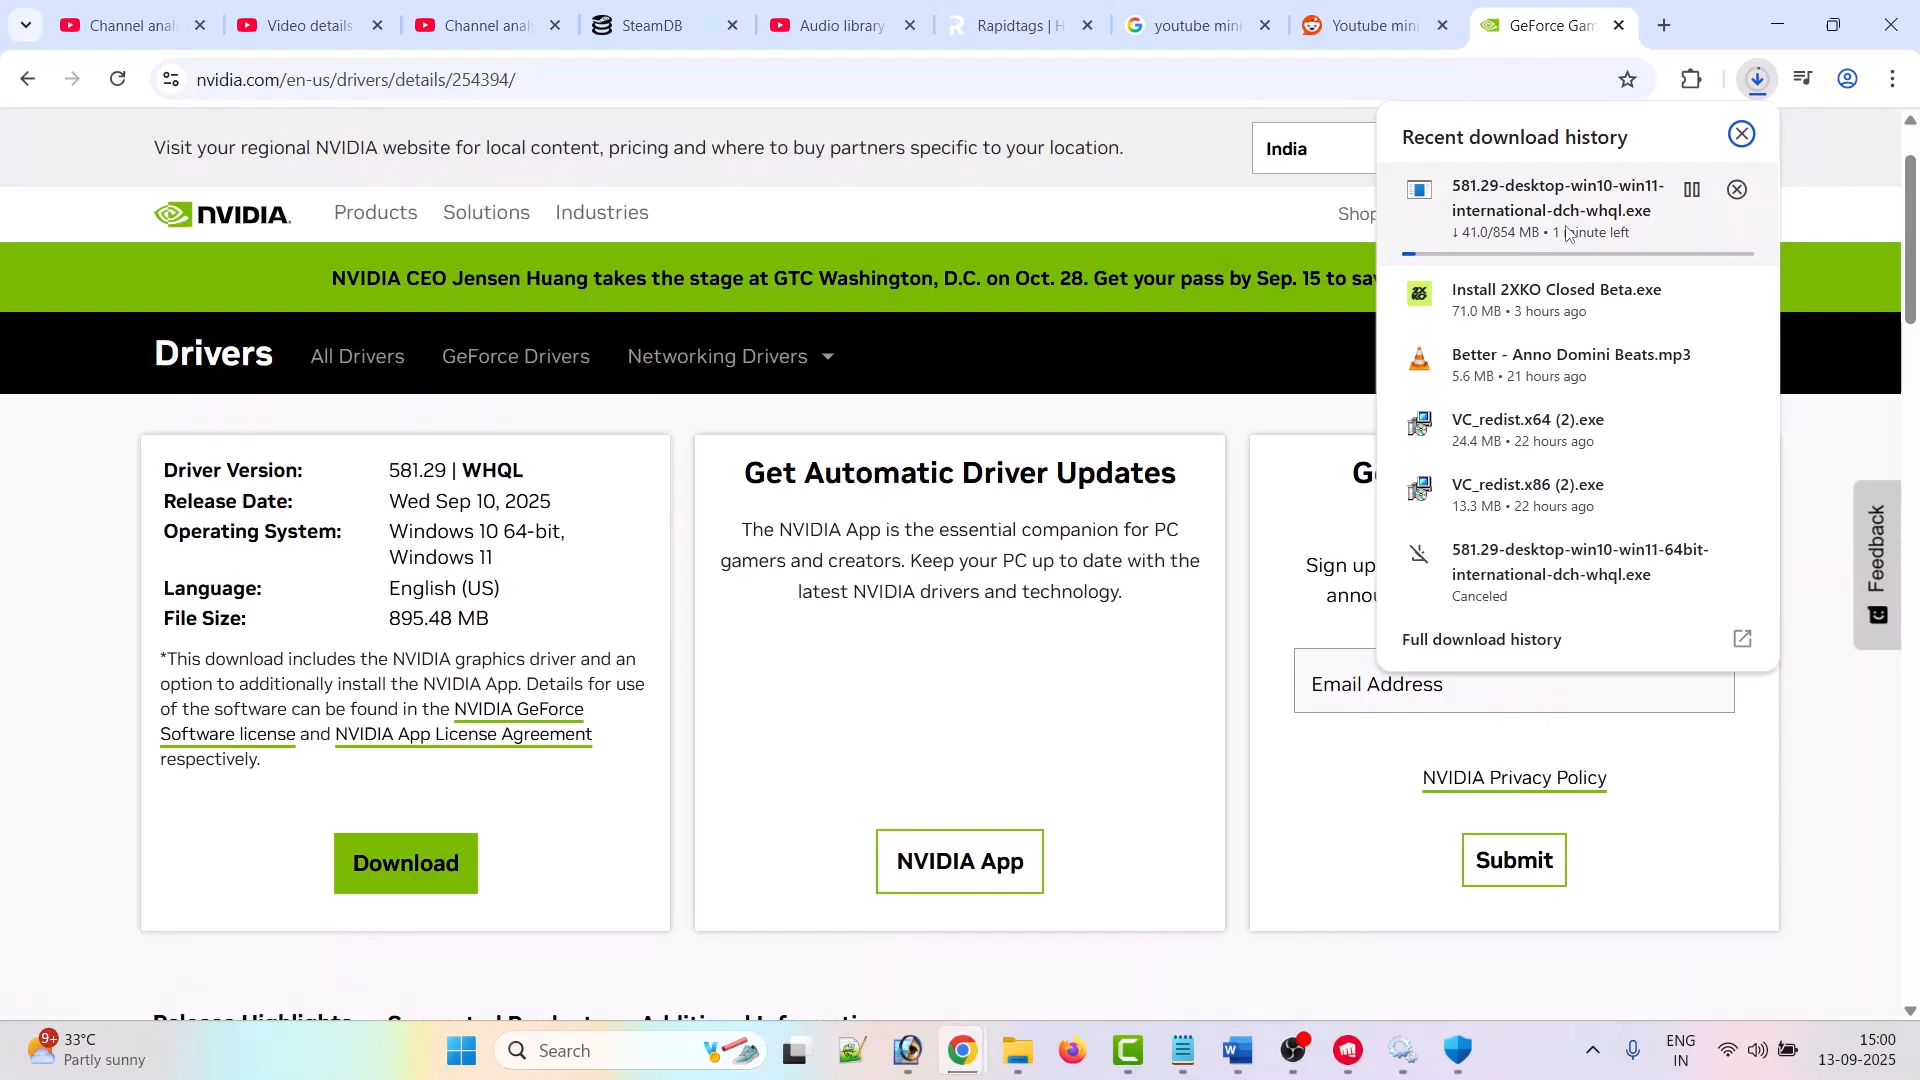 Channel anal
Video details
Channel anal
SteamDB
Audio library
Rapidtags | H
youtube mini
Youtube mini
GeForce Gam
nvidia.com/en-us/drivers/details/254394/
Visit your regional NVIDIA website for local content, pricing and where to buy partners specific to your location.
India
NVIDIA.
Products
Solutions
Industries
Shop
NVIDIA CEO Jensen Huang takes the stage at GTC Washington, D.C. on Oct. 28. Get your pass by Sep. 15 to sa
Drivers
All Drivers
GeForce Drivers
Networking Drivers
Recent download history
581.29-desktop-win10-win11-
international-dch-whql.exe
↓ 41.0/854 MB • 1 minute left
Install 2XKO Closed Beta.exe
71.0 MB • 3 hours ago
Better - Anno Domini Beats.mp3
5.6 MB • 21 hours ago
VC_redist.x64 (2).exe
24.4 MB • 22 hours ago
VC_redist.x86 (2).exe
13.3 MB • 22 hours ago
581.29-desktop-win10-win11-64bit-
international-dch-whql.exe
Canceled
Full download history
Driver Version: 581.29 | WHQL
Release Date: Wed Sep 10, 2025
Operating System: Windows 10 64-bit,
Windows 11
Language: English (US)
File Size: 895.48 MB
*This download includes the NVIDIA graphics driver and an
option to additionally install the NVIDIA App. Details for use
of the software can be found in the NVIDIA GeForce
Software license and NVIDIA App License Agreement
respectively.
Download
Get Automatic Driver Updates
The NVIDIA App is the essential companion for PC
gamers and creators. Keep your PC up to date with the
latest NVIDIA drivers and technology.
NVIDIA App
Sign up
Email Address
NVIDIA Privacy Policy
Submit
Feedback
Release Highlights
9+
33°C
Partly sunny
Search
ENG
IN
15:00
13-09-2025